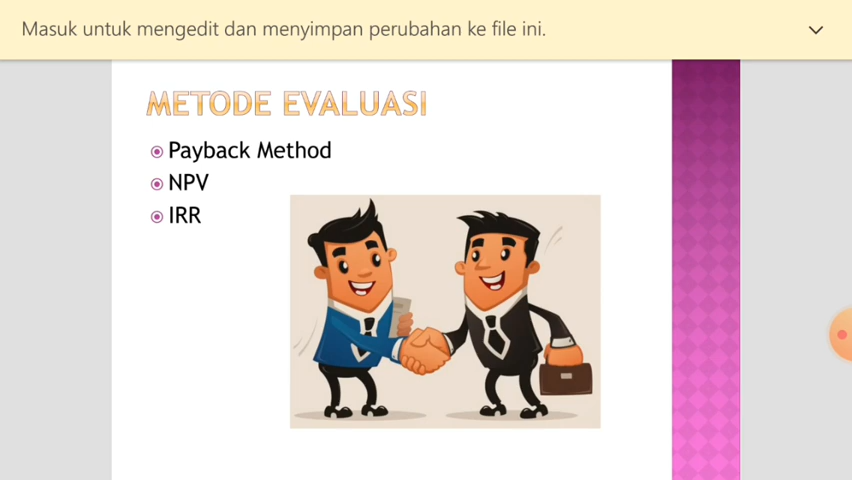 Masuk untuk mengedit dan menyimpan perubahan ke file ini.
METODE EVALUASI
Payback Method
NPV
IRR